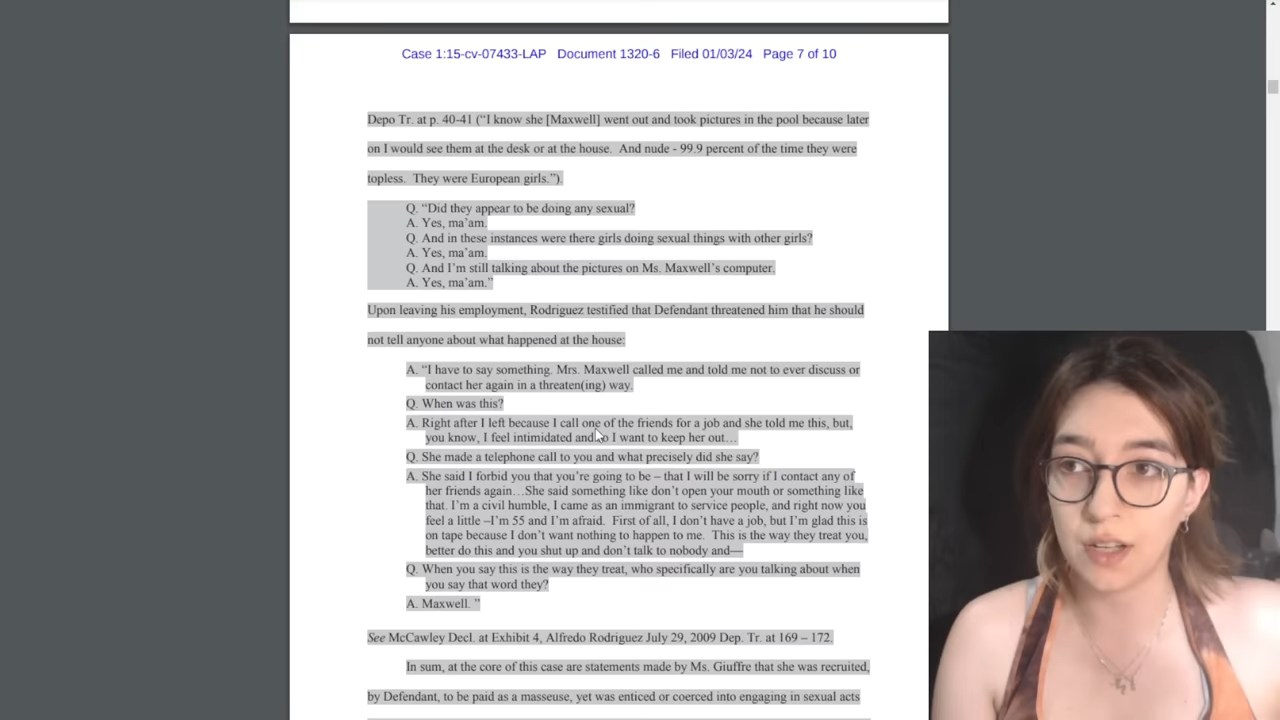 Case 1:15-cv-07433-LAP Document 1320-6 Filed 01/03/24 Page 7 of 10
Depo Tr. at p. 40-41 (“I know she [Maxwell] went out and took pictures in the pool because later
on I would see them at the desk or at the house. And nude - 99.9 percent of the time they were
topless. They were European girls.”).
Q. “Did they appear to be doing any sexual?
A. Yes, ma’am.
Q. And in these instances were there girls doing sexual things with other girls?
A. Yes, ma’am.
Q. And I’m still talking about the pictures on Ms. Maxwell’s computer.
A. Yes, ma’am.”
Upon leaving his employment, Rodriguez testified that Defendant threatened him that he should
not tell anyone about what happened at the house:
A. “I have to say something. Mrs. Maxwell called me and told me not to ever discuss or
contact her again in a threaten(ing) way.
Q. When was this?
A. Right after I left because I call one of the friends for a job and she told me this, but,
you know, I feel intimidated and so I want to keep her out…
Q. She made a telephone call to you and what precisely did she say?
A. She said I forbid you that you’re going to be – that I will be sorry if I contact any of
her friends again…She said something like don’t open your mouth or something like
that. I’m a civil humble, I came as an immigrant to service people, and right now you
feel a little –I’m 55 and I’m afraid. First of all, I don’t have a job, but I’m glad this is
on tape because I don’t want nothing to happen to me. This is the way they treat you,
better do this and you shut up and don’t talk to nobody and—
Q. When you say this is the way they treat, who specifically are you talking about when
you say that word they?
A. Maxwell. ”
See McCawley Decl. at Exhibit 4, Alfredo Rodriguez July 29, 2009 Dep. Tr. at 169 – 172.
In sum, at the core of this case are statements made by Ms. Giuffre that she was recruited,
by Defendant, to be paid as a masseuse, yet was enticed or coerced into engaging in sexual acts